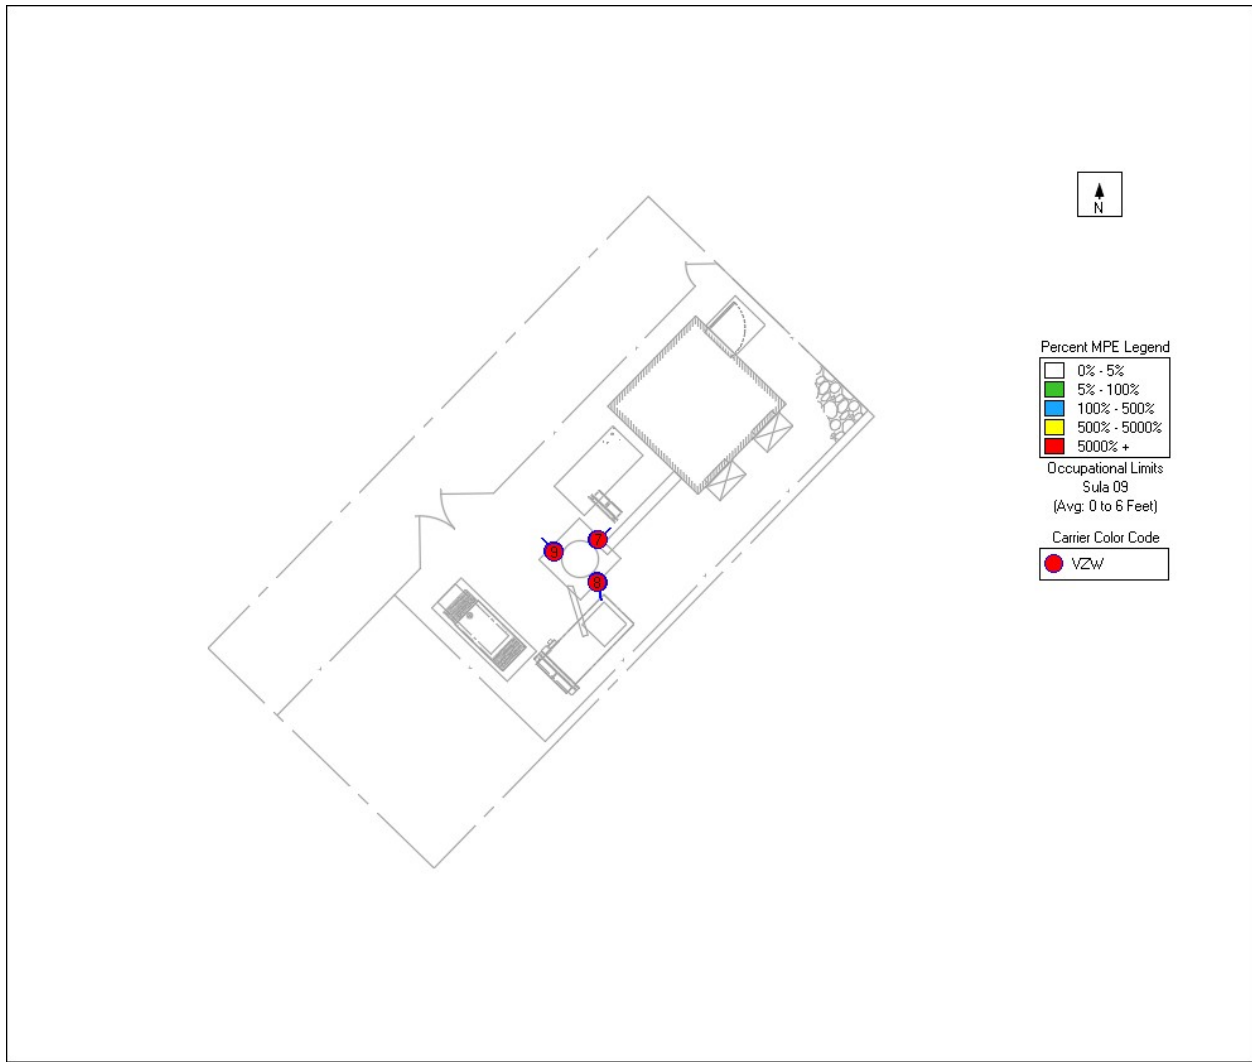 N
Percent MPE Legend
0% - 5%
5% - 100%
100% - 500%
500% - 5000%
5000% +
Occupational Limits
Sula 09
(Avg: 0 to 6 Feet)
Carrier Color Code
VZW
7
9
8